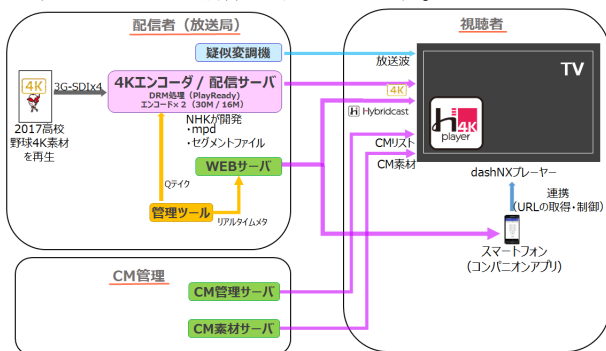 配信者（放送局）
視聴者
疑似変調機
放送波
TV
4K
3G-SDIx4
4Kエンコーダ / 配信サーバ
DRM処理（PlayReady）
エンコード×２（30M / 16M）
4K
2017高校
野球4K素材
を再生
NHKが開発
・mpd
・セグメントファイル
Hybridcast
H 4K
player
CMリスト
CM素材
WEBサーバ
dashNXプレーヤー
Qテイク
管理ツール
リアルタイムメタ
連携
(URLの取得・制御)
スマートフォン
(コンパニオンアプリ)
CM管理
CM管理サーバ
CM素材サーバ